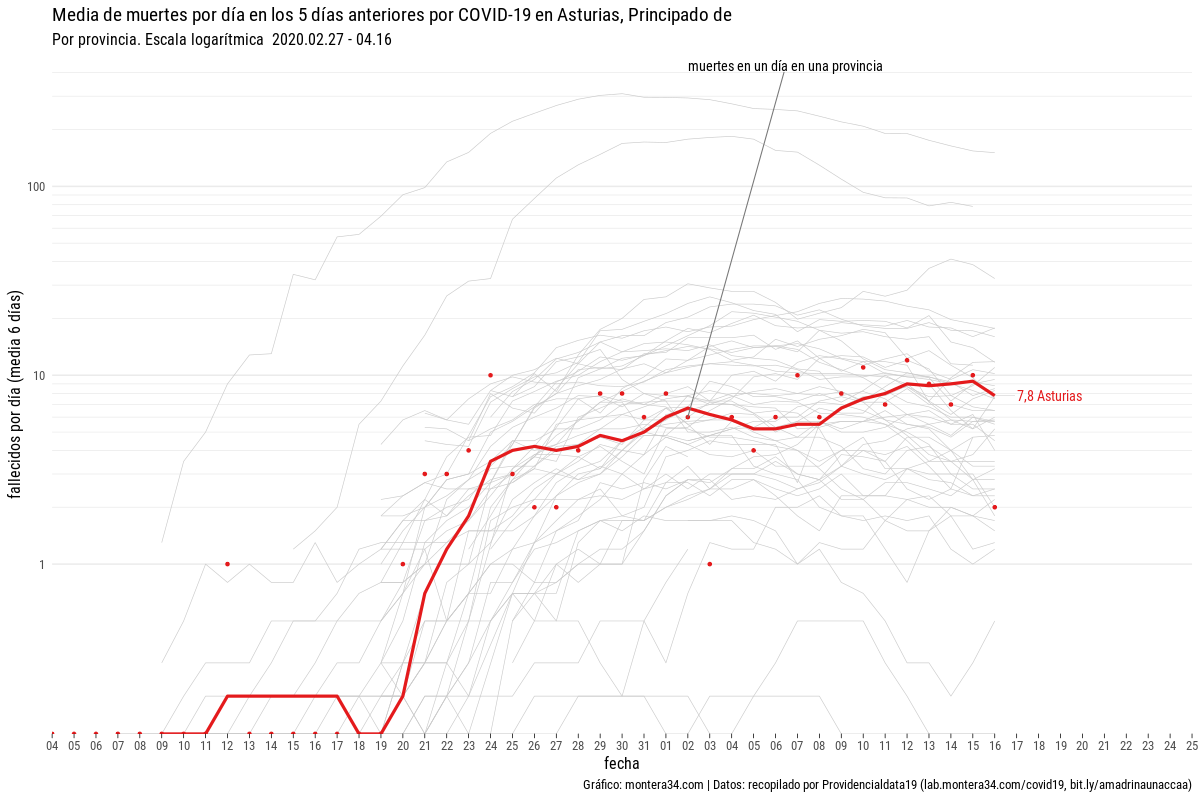 Media de muertes por día en los 5 días anteriores por COVID-19 en Asturias, Principado de
Por provincia. Escala logarítmica 2020.02.27 - 04.16
muertes en un día en una provincia
100
10
1
fallecidos por día (media 6 días)
7,8 Asturias
04 05 06 07 08 09 10 11 12 13 14 15 16 17 18 19 20 21 22 23 24 25 26 27 28 29 30 31 01 02 03 04 05 06 07 08 09 10 11 12 13 14 15 16 17 18 19 20 21 22 23 24 25
fecha
Gráfico: montera34.com | Datos: recopilado por Providencialdata19 (lab.montera34.com/covid19, bit.ly/amadrinaunaccaa)